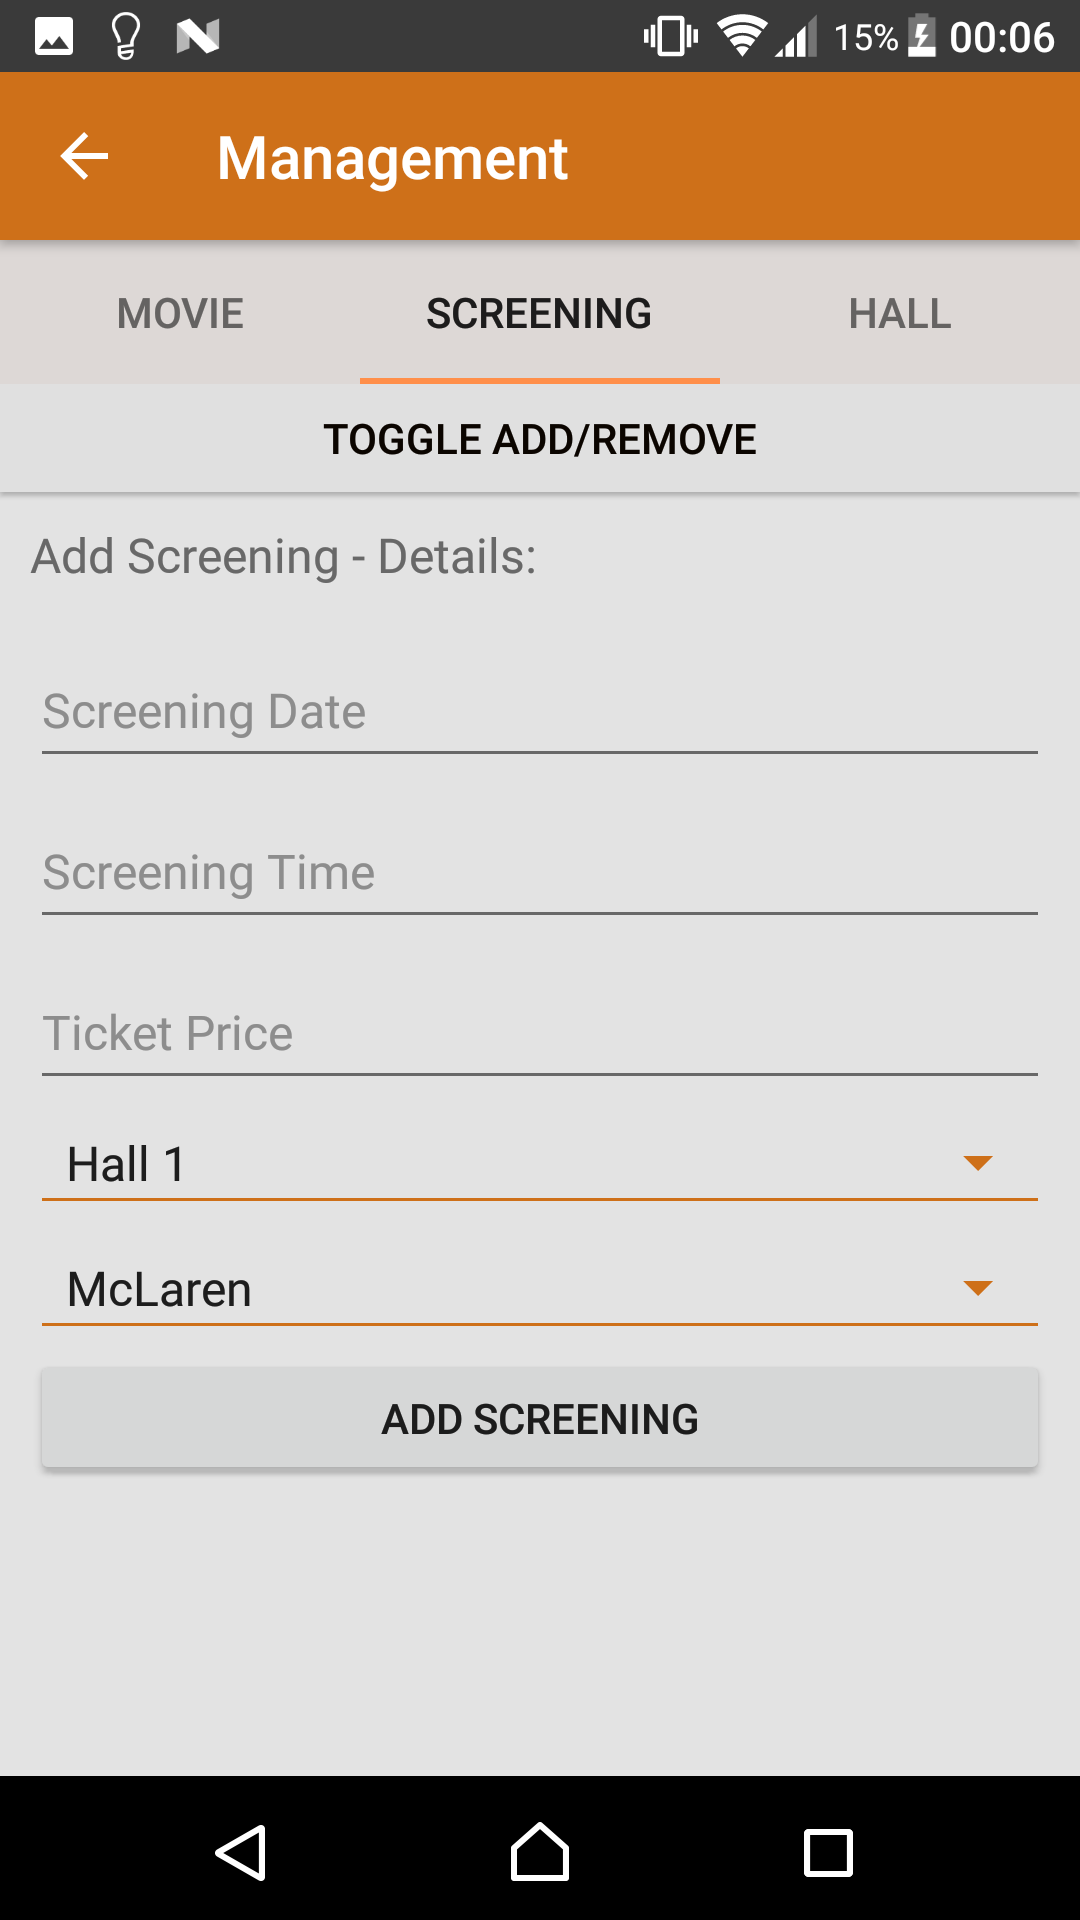 15% 00:06
Management
MOVIE SCREENING HALL
TOGGLE ADD/REMOVE
Add Screening - Details:
Screening Date
Screening Time
Ticket Price
Hall 1
McLaren
ADD SCREENING